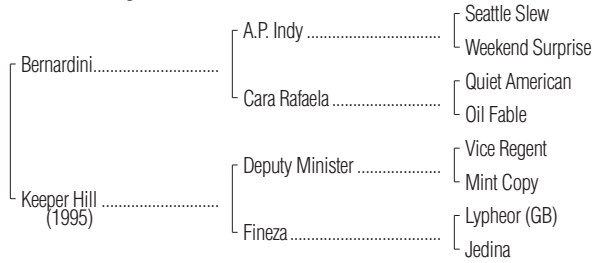 Seattle Slew
A.P. Indy ..........................
Weekend Surprise
Bernardini.........................
Quiet American
Cara Rafaela .....................
Oil Fable
Vice Regent
Deputy Minister ................
Mint Copy
Keeper Hill .......................
(1995)
Lypheor (GB)
Fineza..............................
Jedina